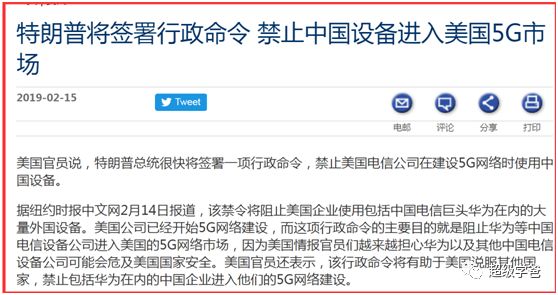 特朗普将签署行政命令 禁止中国设备进入美国5G市
场
2019-02-15
Tweet
电邮 评论 分享 打印
美国官员说，特朗普总统很快将签署一项行政命令，禁止美国电信公司在建设5G网络时使用中
国设备。
据纽约时报中文网2月14日报道，该禁令将阻止美国企业使用包括中国电信巨头华为在内的大
量外国设备。美国公司已经开始5G网络建设，而这项行政命令的主要目的就是阻止华为等中国
电信设备公司进入美国的5G网络市场，因为美国情报官员们越来越担心华为以及其他中国电信
设备公司可能会危及美国国家安全。美国官员还表示，该行政命令将有助于美国说服其他国
家，禁止包括华为在内的中国企业进入他们的5G网络建设。
超级学爸